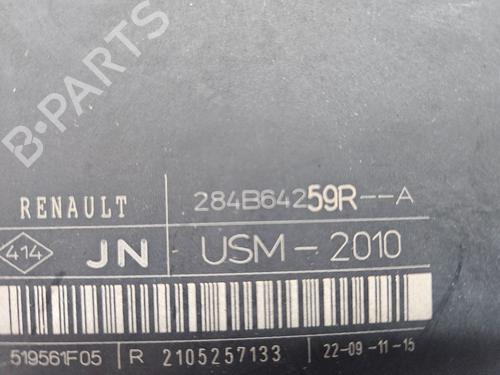 B-PARTS
RENAULT 284B64259R--A
414 JN USM-2010
519561F05 R 2105257133 22-09-11-15